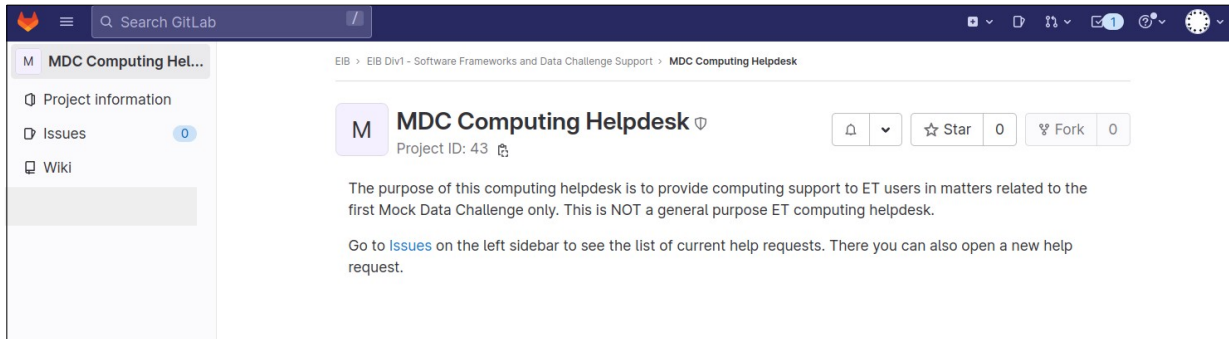 Search GitLab
/
1
M MDC Computing Hel...
Project information
Issues 0
Wiki
EIB > EIB Div1 - Software Frameworks and Data Challenge Support > MDC Computing Helpdesk
M
MDC Computing Helpdesk
Project ID: 43
Star 0
Fork 0
The purpose of this computing helpdesk is to provide computing support to ET users in matters related to the
first Mock Data Challenge only. This is NOT a general purpose ET computing helpdesk.
Go to Issues on the left sidebar to see the list of current help requests. There you can also open a new help
request.